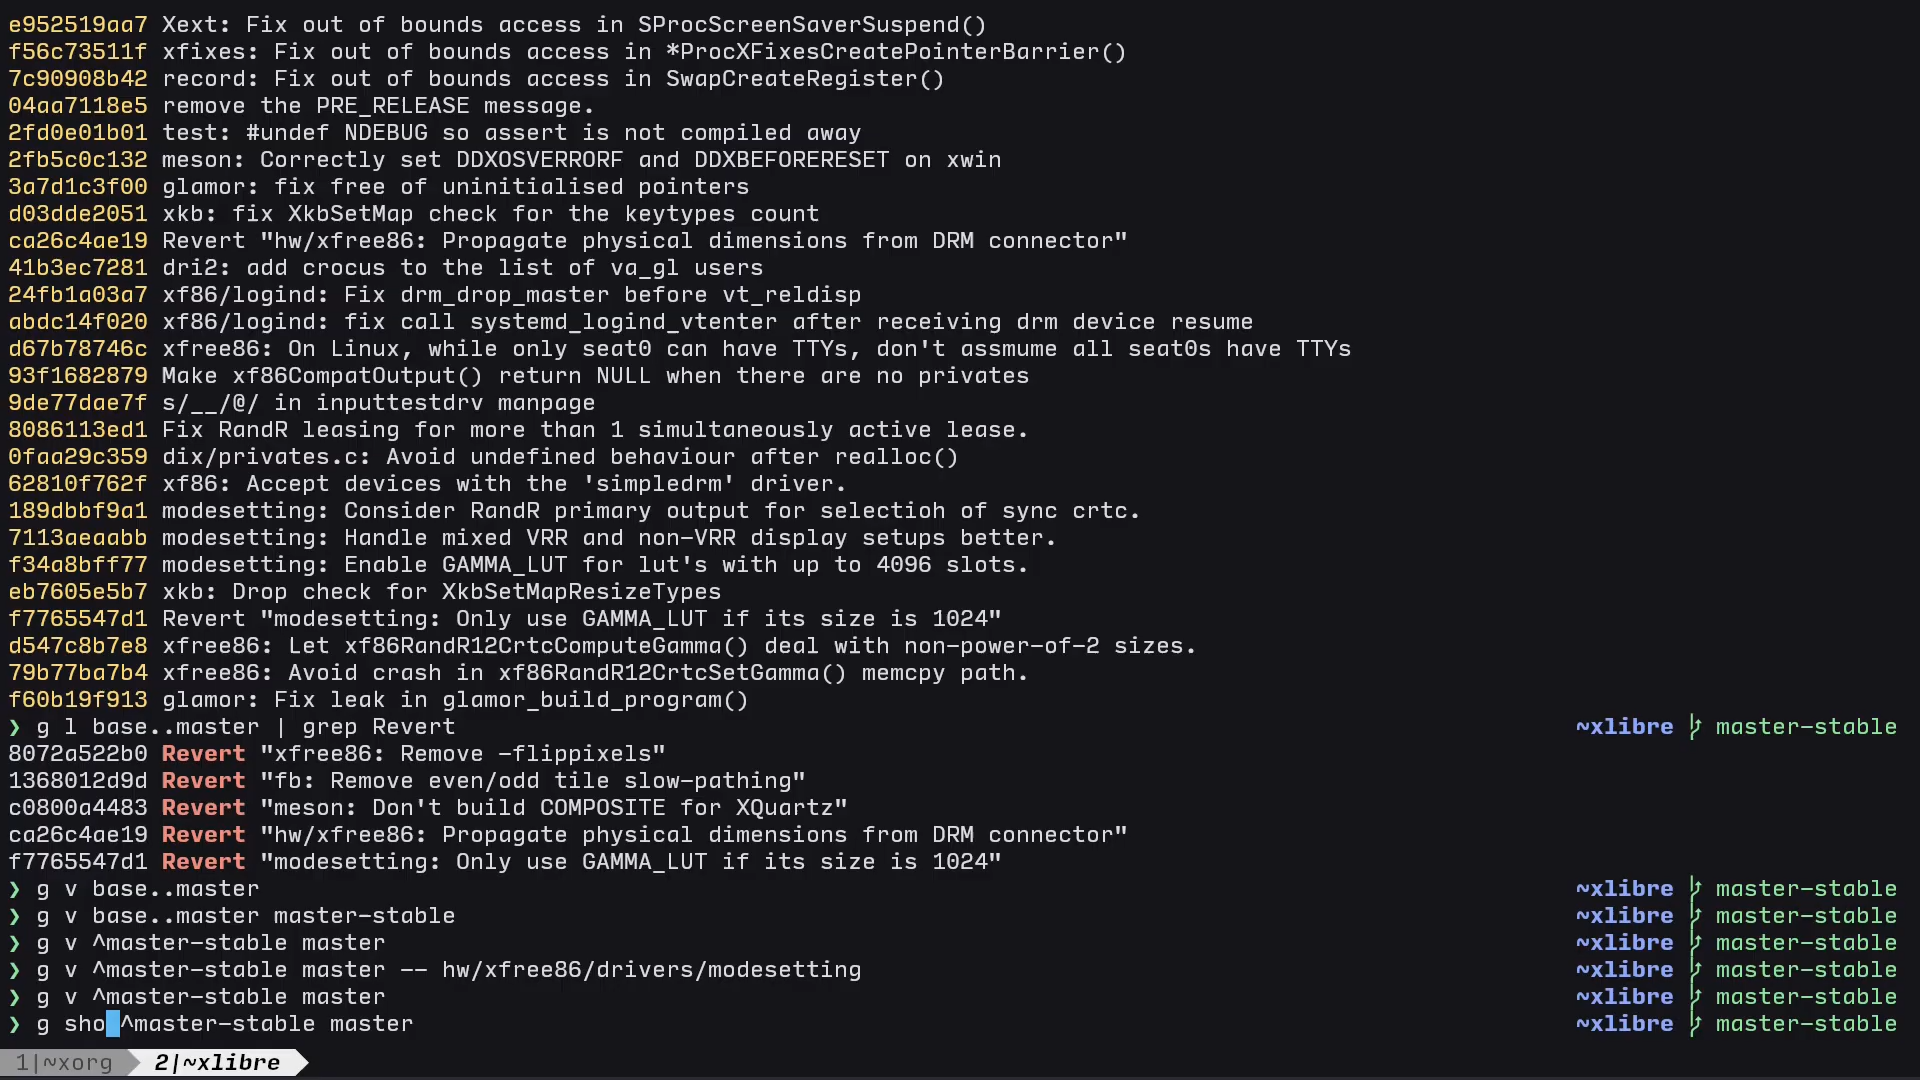 e952519aa7 Xext: Fix out of bounds access in SProcScreenSaverSuspend()
f56c73511f xfixes: Fix out of bounds access in *ProcXFixesCreatePointerBarrier()
7c90908b42 record: Fix out of bounds access in SwapCreateRegister()
04aa7118e5 remove the PRE_RELEASE message.
2fd0e01b01 test: #undef NDEBUG so assert is not compiled away
2fb5c0c132 meson: Correctly set DDXOSVERRORF and DDXBEFORERESET on xwin
3a7d1c3f00 glamor: fix free of uninitialised pointers
d03dde2051 xkb: fix XkbSetMap check for the keytypes count
ca26c4ae19 Revert "hw/xfree86: Propagate physical dimensions from DRM connector"
41b3ec7281 dri2: add crocus to the list of va_gl users
24fb1a03a7 xf86/logind: Fix drm_drop_master before vt_reldisp
abdc14f020 xf86/logind: fix call systemd_logind_vtenter after receiving drm device resume
d67b78746c xfree86: On Linux, while only seat0 can have TTYs, don't assmume all seat0s have TTYs
93f1682879 Make xf86CompatOutput() return NULL when there are no privates
9de77dae7f s/__/@/ in inputtestdrv manpage
8086113ed1 Fix RandR leasing for more than 1 simultaneously active lease.
0faa29c359 dix/privates.c: Avoid undefined behaviour after realloc()
62810f762f xf86: Accept devices with the 'simpledrm' driver.
189dbbf9a1 modesetting: Consider RandR primary output for selectioh of sync crtc.
7113aeaabb modesetting: Handle mixed VRR and non-VRR display setups better.
f34a8bff77 modesetting: Enable GAMMA_LUT for lut's with up to 4096 slots.
eb7605e5b7 xkb: Drop check for XkbSetMapResizeTypes
f7765547d1 Revert "modesetting: Only use GAMMA_LUT if its size is 1024"
d547c8b7e8 xfree86: Let xf86RandR12CrtcComputeGamma() deal with non-power-of-2 sizes.
79b77ba7b4 xfree86: Avoid crash in xf86RandR12CrtcSetGamma() memcpy path.
f60b19f913 glamor: Fix leak in glamor_build_program()
❯ g l base..master | grep Revert ~xlibre master-stable
8072a522b0 Revert "xfree86: Remove -flippixels"
1368012d9d Revert "fb: Remove even/odd tile slow-pathing"
c0800a4483 Revert "meson: Don't build COMPOSITE for XQuartz"
ca26c4ae19 Revert "hw/xfree86: Propagate physical dimensions from DRM connector"
f7765547d1 Revert "modesetting: Only use GAMMA_LUT if its size is 1024"
❯ g v base..master ~xlibre master-stable
❯ g v base..master master-stable ~xlibre master-stable
❯ g v ^master-stable master ~xlibre master-stable
❯ g v ^master-stable master -- hw/xfree86/drivers/modesetting ~xlibre master-stable
❯ g v ^master-stable master ~xlibre master-stable
❯ g sho ^master-stable master ~xlibre master-stable
1|~xorg 2|~xlibre